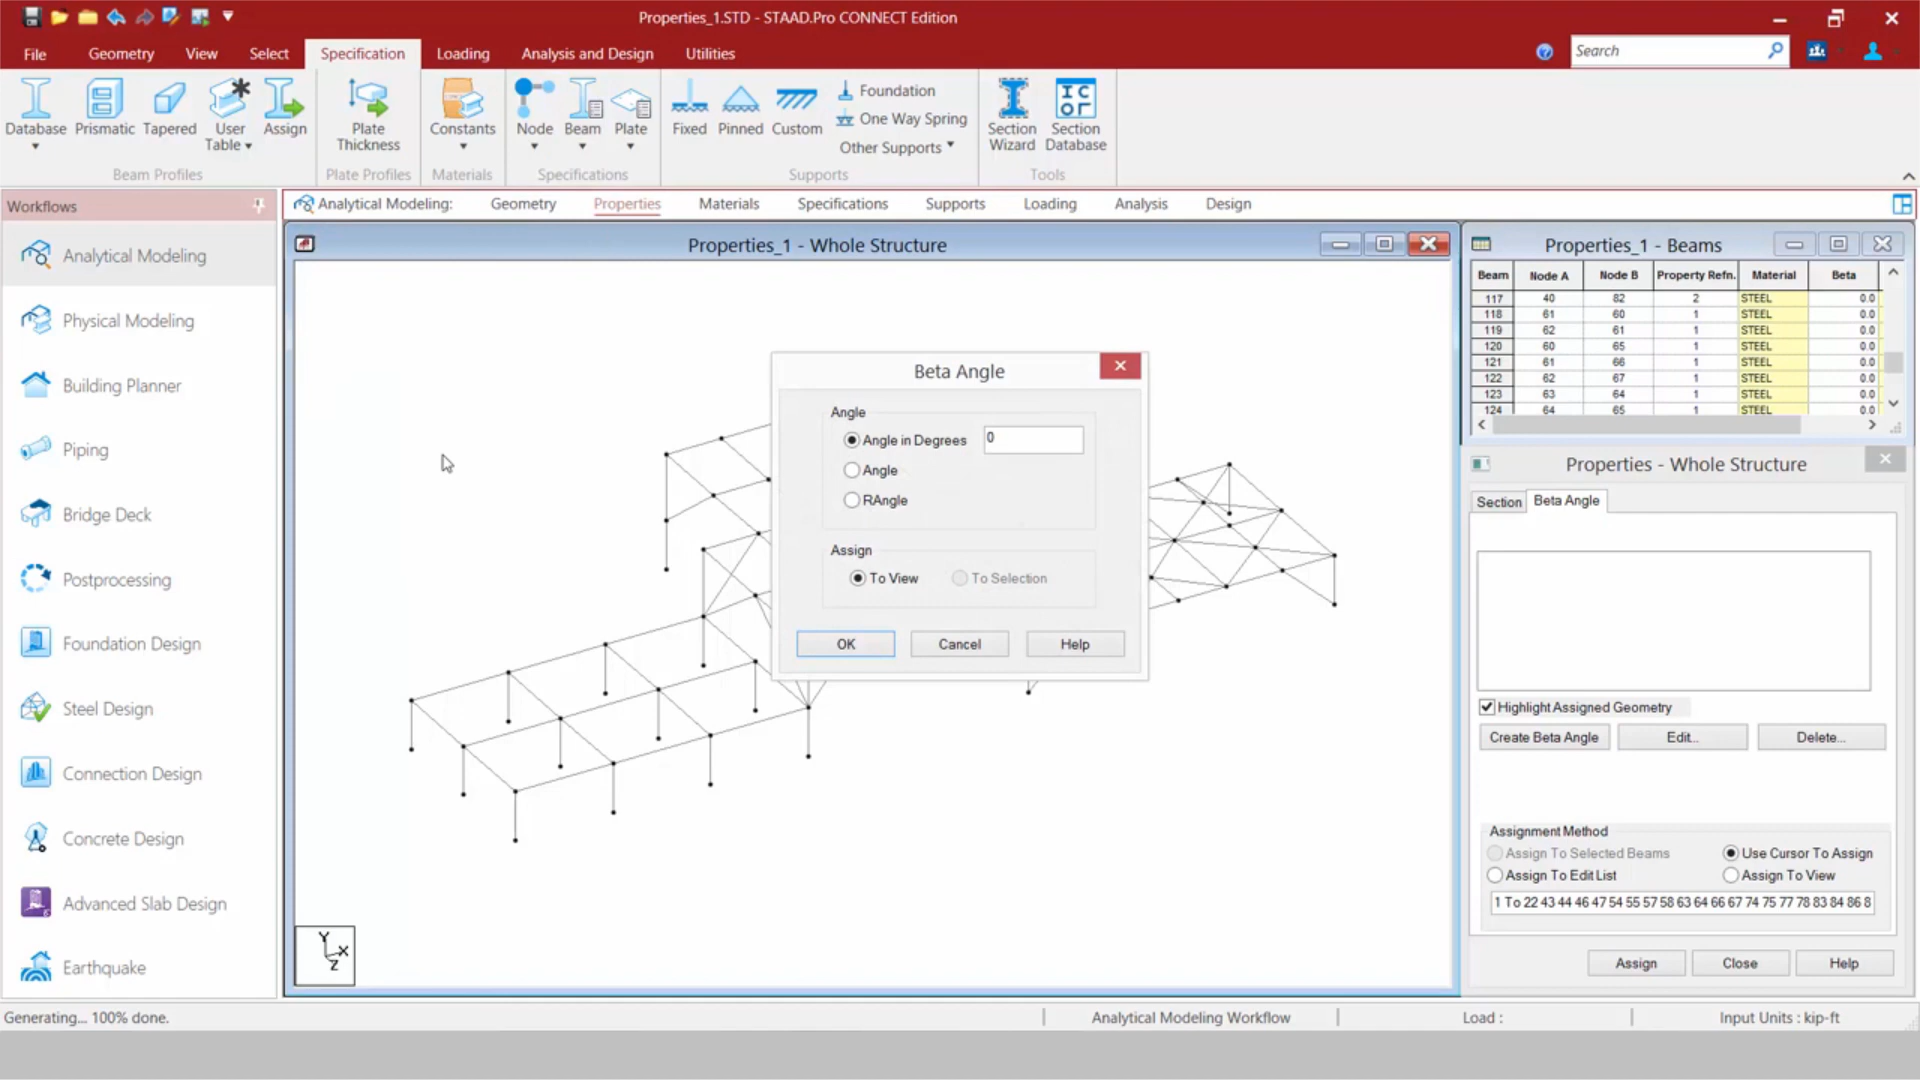 Properties_1.STD - STAAD.Pro CONNECT Edition
File Geometry View Select Specification Loading Analysis and Design Utilities
Search
Database Prismatic Tapered User Table Assign
Beam Profiles
Plate Thickness
Plate Profiles
Constants
Materials
Node Beam Plate
Specifications
Fixed Pinned Custom
Foundation
One Way Spring
Other Supports
Supports
Section Wizard Section Database
Tools
Workflows
Analytical Modeling
Physical Modeling
Building Planner
Piping
Bridge Deck
Postprocessing
Foundation Design
Steel Design
Connection Design
Concrete Design
Advanced Slab Design
Earthquake
Analytical Modeling: Geometry Properties Materials Specifications Supports Loading Analysis Design
Properties_1 - Whole Structure
Y
X
Z
Beta Angle
Angle
Angle in Degrees 0
Angle
RAngle
Assign
To View To Selection
OK Cancel Help
Properties_1 - Beams
Beam Node A Node B Property Refn. Material Beta
117 40 82 2 STEEL 0.0
118 61 60 1 STEEL 0.0
119 62 61 1 STEEL 0.0
120 60 65 1 STEEL 0.0
121 61 66 1 STEEL 0.0
122 62 67 1 STEEL 0.0
123 63 64 1 STEEL 0.0
124 64 65 1 STEEL 0.0
Properties - Whole Structure
Section Beta Angle
Highlight Assigned Geometry
Create Beta Angle Edit... Delete...
Assignment Method
Assign To Selected Beams Use Cursor To Assign
Assign To Edit List Assign To View
1 To 22 43 44 46 47 54 55 57 58 63 64 66 67 74 75 77 78 83 84 86 8
Assign Close Help
Generating... 100% done.
Analytical Modeling Workflow
Load :
Input Units : kip-ft